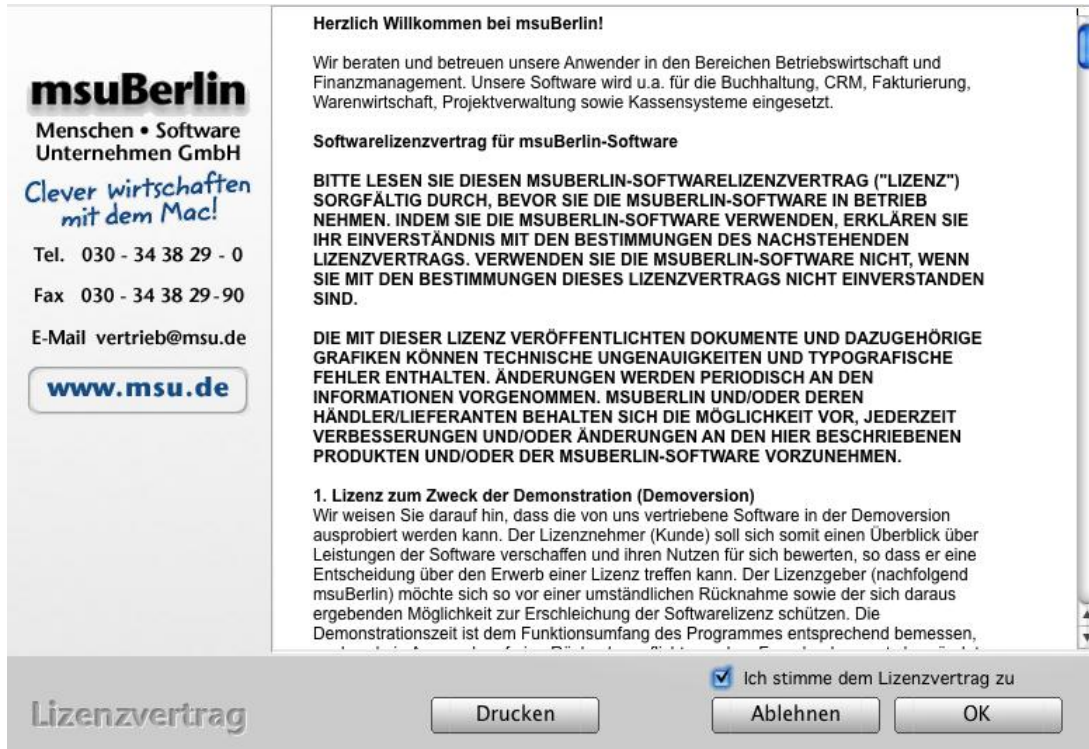 msuBerlin
Menschen • Software
Unternehmen GmbH
Clever wirtschaften
mit dem Mac!
Tel. 030 - 34 38 29 - 0
Fax 030 - 34 38 29-90
E-Mail vertrieb@msu.de
www.msu.de
Herzlich Willkommen bei msuBerlin!
Wir beraten und betreuen unsere Anwender in den Bereichen Betriebswirtschaft und
Finanzmanagement. Unsere Software wird u.a. für die Buchhaltung, CRM, Fakturierung,
Warenwirtschaft, Projektverwaltung sowie Kassensysteme eingesetzt.
Softwarelizenzvertrag für msuBerlin-Software
BITTE LESEN SIE DIESEN MSUBERLIN-SOFTWARELIZENZVERTRAG ("LIZENZ")
SORGFÄLTIG DURCH, BEVOR SIE DIE MSUBERLIN-SOFTWARE IN BETRIEB
NEHMEN. INDEM SIE DIE MSUBERLIN-SOFTWARE VERWENDEN, ERKLÄREN SIE
IHR EINVERSTÄNDNIS MIT DEN BESTIMMUNGEN DES NACHSTEHENDEN
LIZENZVERTRAGS. VERWENDEN SIE DIE MSUBERLIN-SOFTWARE NICHT, WENN
SIE MIT DEN BESTIMMUNGEN DIESES LIZENZVERTRAGS NICHT EINVERSTANDEN
SIND.
DIE MIT DIESER LIZENZ VERÖFFENTLICHTEN DOKUMENTE UND DAZUGEHÖRIGE
GRAFIKEN KÖNNEN TECHNISCHE UNGENAUIGKEITEN UND TYPOGRAFISCHE
FEHLER ENTHALTEN. ÄNDERUNGEN WERDEN PERIODISCH AN DEN
INFORMATIONEN VORGENOMMEN. MSUBERLIN UND/ODER DEREN
HÄNDLER/LIEFERANTEN BEHALTEN SICH DIE MÖGLICHKEIT VOR, JEDERZEIT
VERBESSERUNGEN UND/ODER ÄNDERUNGEN AN DEN HIER BESCHRIEBENEN
PRODUKTEN UND/ODER DER MSUBERLIN-SOFTWARE VORZUNEHMEN.
1. Lizenz zum Zweck der Demonstration (Demoversion)
Wir weisen Sie darauf hin, dass die von uns vertriebene Software in der Demoversion
ausprobiert werden kann. Der Lizenznehmer (Kunde) soll sich somit einen Überblick über
Leistungen der Software verschaffen und ihren Nutzen für sich bewerten, so dass er eine
Entscheidung über den Erwerb einer Lizenz treffen kann. Der Lizenzgeber (nachfolgend
msuBerlin) möchte sich so vor einer umständlichen Rücknahme sowie der sich daraus
ergebenden Möglichkeit zur Erschleichung der Softwarelizenz schützen. Die
Demonstrationszeit ist dem Funktionsumfang des Programmes entsprechend bemessen,
Ich stimme dem Lizenzvertrag zu
Lizenzvertrag
Drucken
Ablehnen
OK